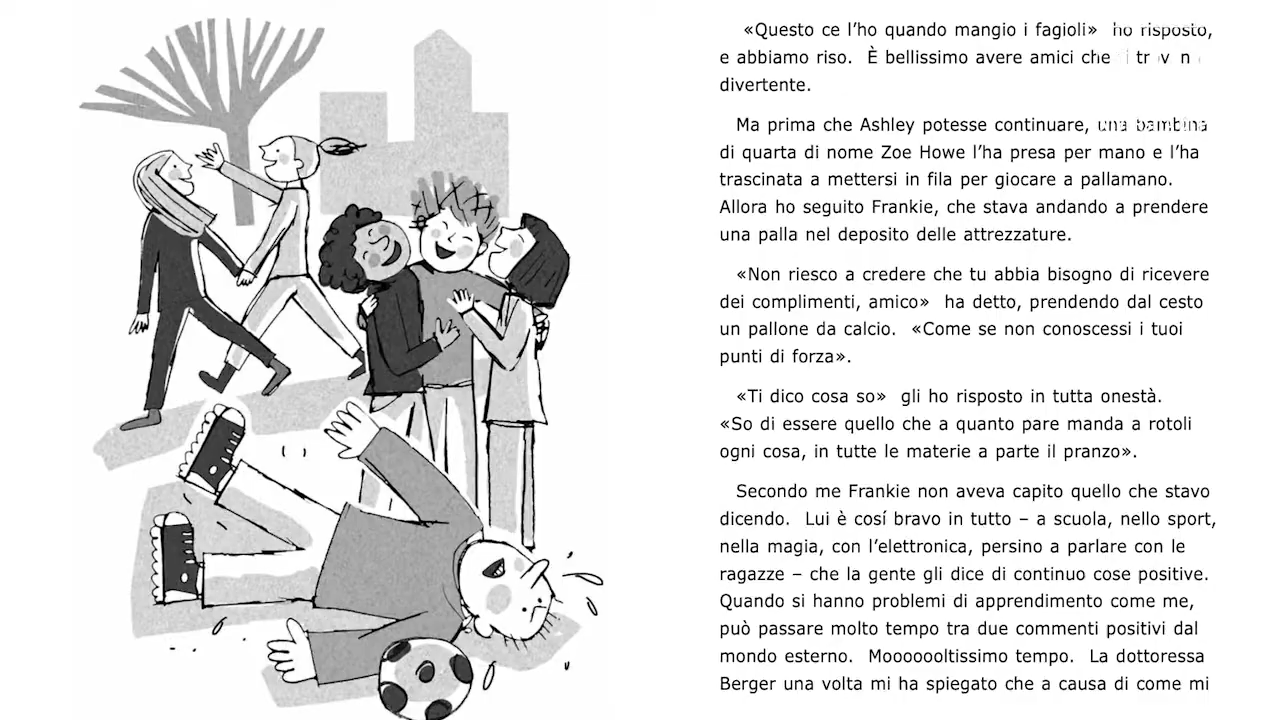 «Questo ce l’ho quando mangio i fagioli» ho risposto,
e abbiamo riso. È bellissimo avere amici che
divertente.
Ma prima che Ashley potesse continuare, una bambina
di quarta di nome Zoe Howe l’ha presa per mano e l’ha
trascinata a mettersi in fila per giocare a pallamano.
Allora ho seguito Frankie, che stava andando a prendere
una palla nel deposito delle attrezzature.
«Non riesco a credere che tu abbia bisogno di ricevere
dei complimenti, amico» ha detto, prendendo dal cesto
un pallone da calcio. «Come se non conoscessi i tuoi
punti di forza».
«Ti dico cosa so» gli ho risposto in tutta onestà.
«So di essere quello che a quanto pare manda a rotoli
ogni cosa, in tutte le materie a parte il pranzo».
Secondo me Frankie non aveva capito quello che stavo
dicendo. Lui è cosí bravo in tutto – a scuola, nello sport,
nella magia, con l’elettronica, persino a parlare con le
ragazze – che la gente gli dice di continuo cose positive.
Quando si hanno problemi di apprendimento come me,
può passare molto tempo tra due commenti positivi dal
mondo esterno. Mooooooltissimo tempo. La dottoressa
Berger una volta mi ha spiegato che a causa di come mi